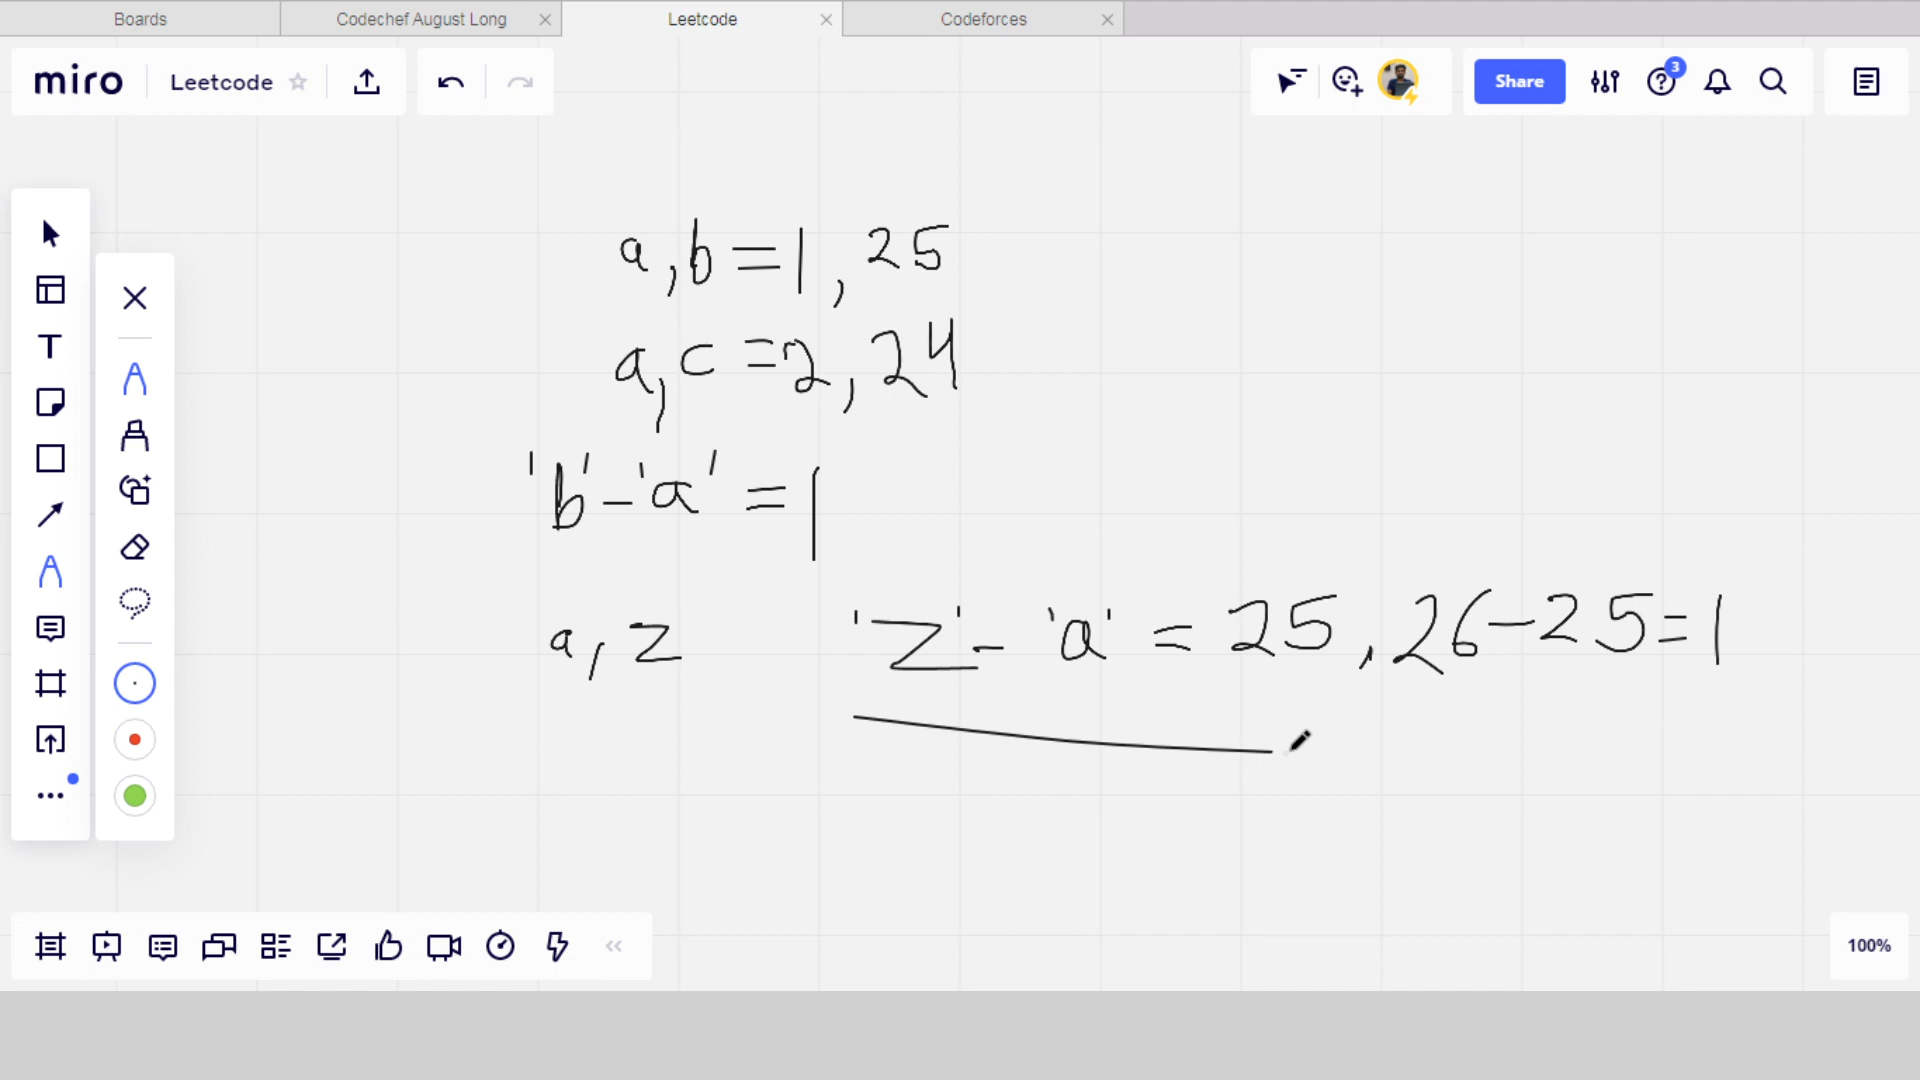 Boards
Codechef August Long
Leetcode
Codeforces
miro
Leetcode
Share
3
a,b=1,25
a,c=2,24
'b'-'a'=1
a,z
'z'-'a'=25,26-25=1
T
100%